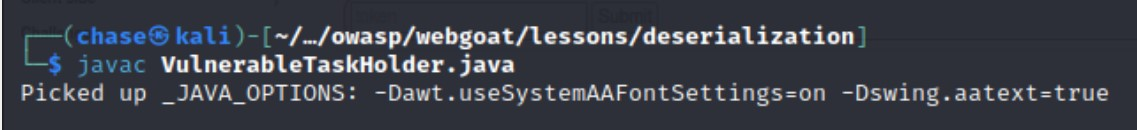 ┌──(chase㉿kali)-[~/…/owasp/webgoat/lessons/deserialization]
└─$ javac VulnerableTaskHolder.java
Picked up _JAVA_OPTIONS: -Dawt.useSystemAAFontSettings=on -Dswing.aatext=true